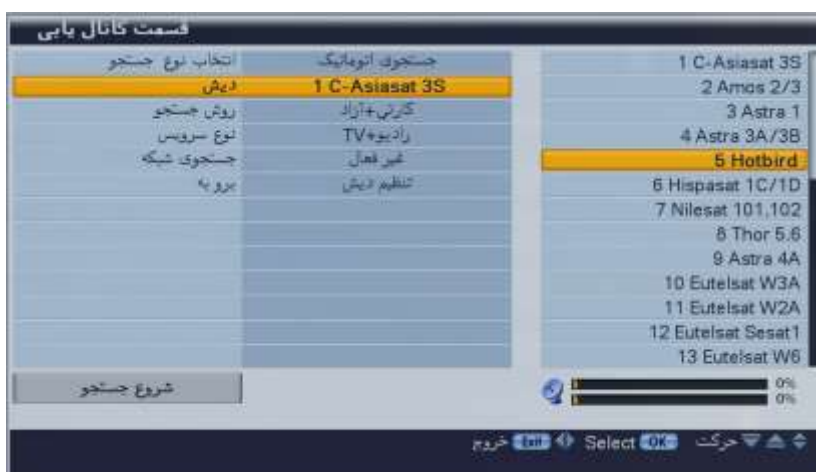 قسمت کانال یابی
انتخاب نوع جستجو جستجوی اتوماتیک
دیش 1 C-Asiasat 3S
روش جستجو کارتی+آزاد
نوع سرویس رادیو+TV
جستجوی شبکه غیر فعال
برو به تنظیم دیش
1 C-Asiasat 3S
2 Amos 2/3
3 Astra 1
4 Astra 3A/3B
5 Hotbird
6 Hispasat 1C/1D
7 Nilesat 101,102
8 Thor 5,6
9 Astra 4A
10 Eutelsat W3A
11 Eutelsat W2A
12 Eutelsat Sesat1
13 Eutelsat W6
شروع جستجو
0%
0%
حرکت Select OK خروج Exit